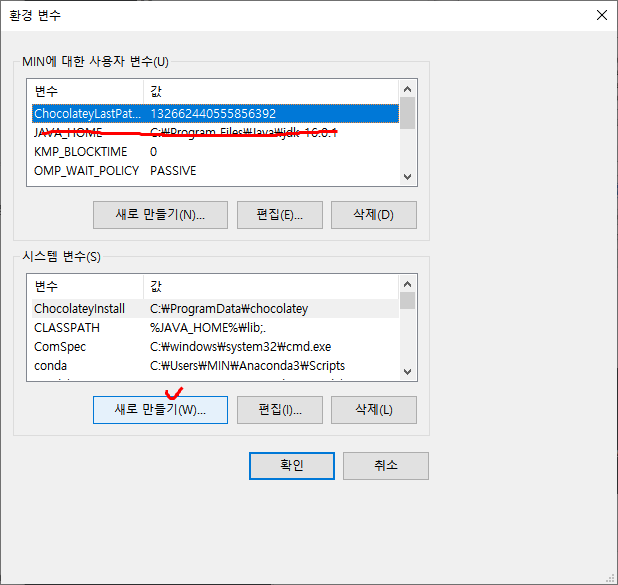 환경 변수
MIN에 대한 사용자 변수(U)
변수 값
ChocolateyLastPat... 132662440555856392
JAVA_HOME C:₩Program Files₩Java₩jdk-16.0.1
KMP_BLOCKTIME 0
OMP_WAIT_POLICY PASSIVE
새로 만들기(N)... 편집(E)... 삭제(D)
시스템 변수(S)
변수 값
ChocolateyInstall C:₩ProgramData₩chocolatey
CLASSPATH %JAVA_HOME%₩lib;.
ComSpec C:₩windows₩system32₩cmd.exe
conda C:₩Users₩MIN₩Anaconda3₩Scripts
새로 만들기(W)... 편집(I)... 삭제(L)
확인 취소